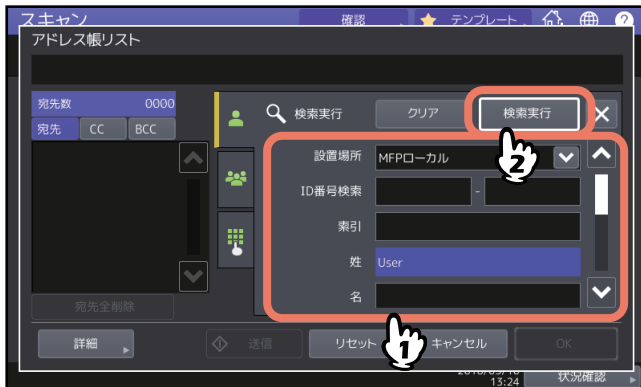 スキャン 確認 テンプレート ?
アドレス帳リスト
宛先数 0000
宛先 CC BCC
検索実行 クリア 検索実行
設置場所 MFPローカル
ID番号検索 -
索引
姓 User
名
宛先全削除
詳細 送信 リセット キャンセル OK
13:24 状況確認
1
2